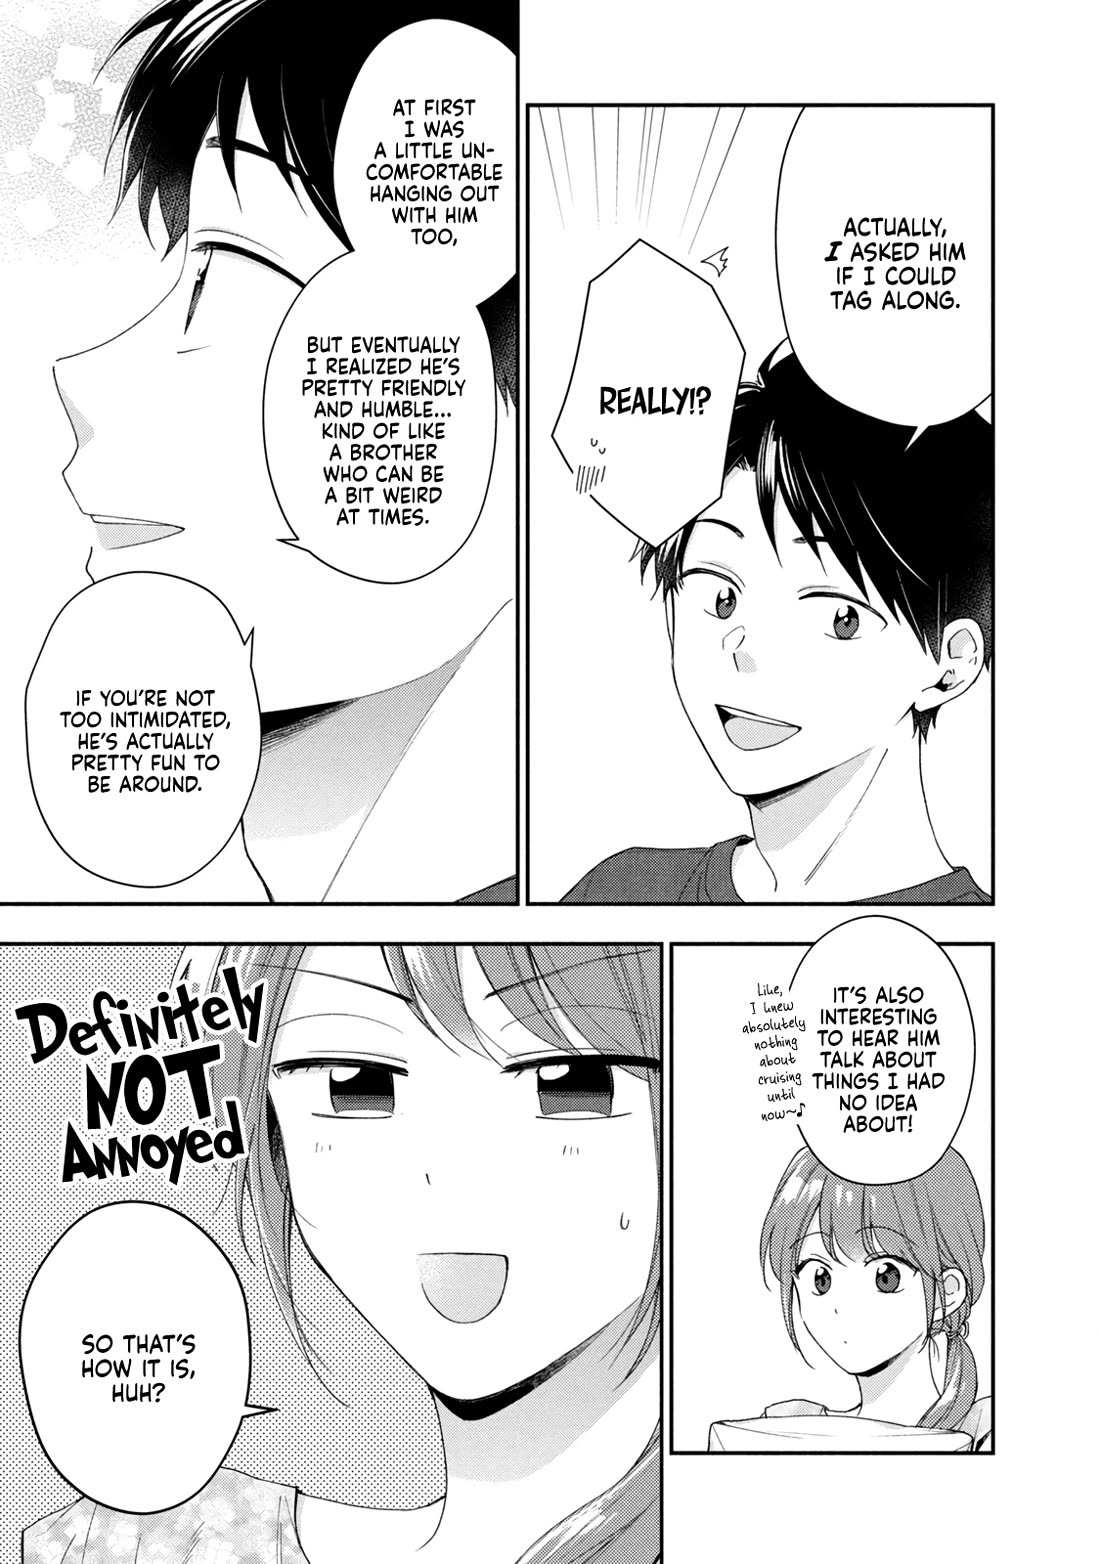 ACTUALLY,
I ASKED HIM
IF I COULD
TAG ALONG.
REALLY!?
AT FIRST
I WAS
A LITTLE UN-
COMFORTABLE
HANGING OUT
WITH HIM
TOO,
BUT EVENTUALLY
I REALIZED HE'S
PRETTY FRIENDLY
AND HUMBLE...
KIND OF LIKE
A BROTHER
WHO CAN BE
A BIT WEIRD
AT TIMES.
IF YOU'RE NOT
TOO INTIMIDATED,
HE'S ACTUALLY
PRETTY FUN TO
BE AROUND.
IT'S ALSO
INTERESTING
TO HEAR HIM
TALK ABOUT
THINGS I HAD
NO IDEA
ABOUT!
Like,
I knew
absolutely
nothing
about
cruising
until
now~♪
Definitely
NOT
Annoyed
SO THAT'S
HOW IT IS,
HUH?